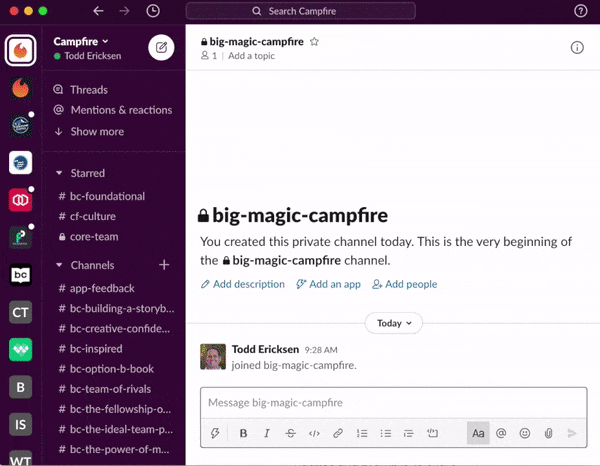 Search Campfire
Campfire
Todd Ericksen
Threads
Mentions & reactions
Show more
Starred
# bc-foundational
# cf-culture
core-team
Channels
# app-feedback
# bc-building-a-storyb...
# bc-creative-confide...
# bc-inspired
# bc-option-b-book
# bc-team-of-rivals
# bc-the-fellowship-o...
# bc-the-ideal-team-p...
# bc-the-power-of-m...
bc
CT
B
IS
WT
big-magic-campfire
1 | Add a topic
big-magic-campfire
You created this private channel today. This is the very beginning of
the big-magic-campfire channel.
Add description Add an app Add people
Today
Todd Ericksen 9:28 AM
joined big-magic-campfire.
Message big-magic-campfire
B I S Aa @